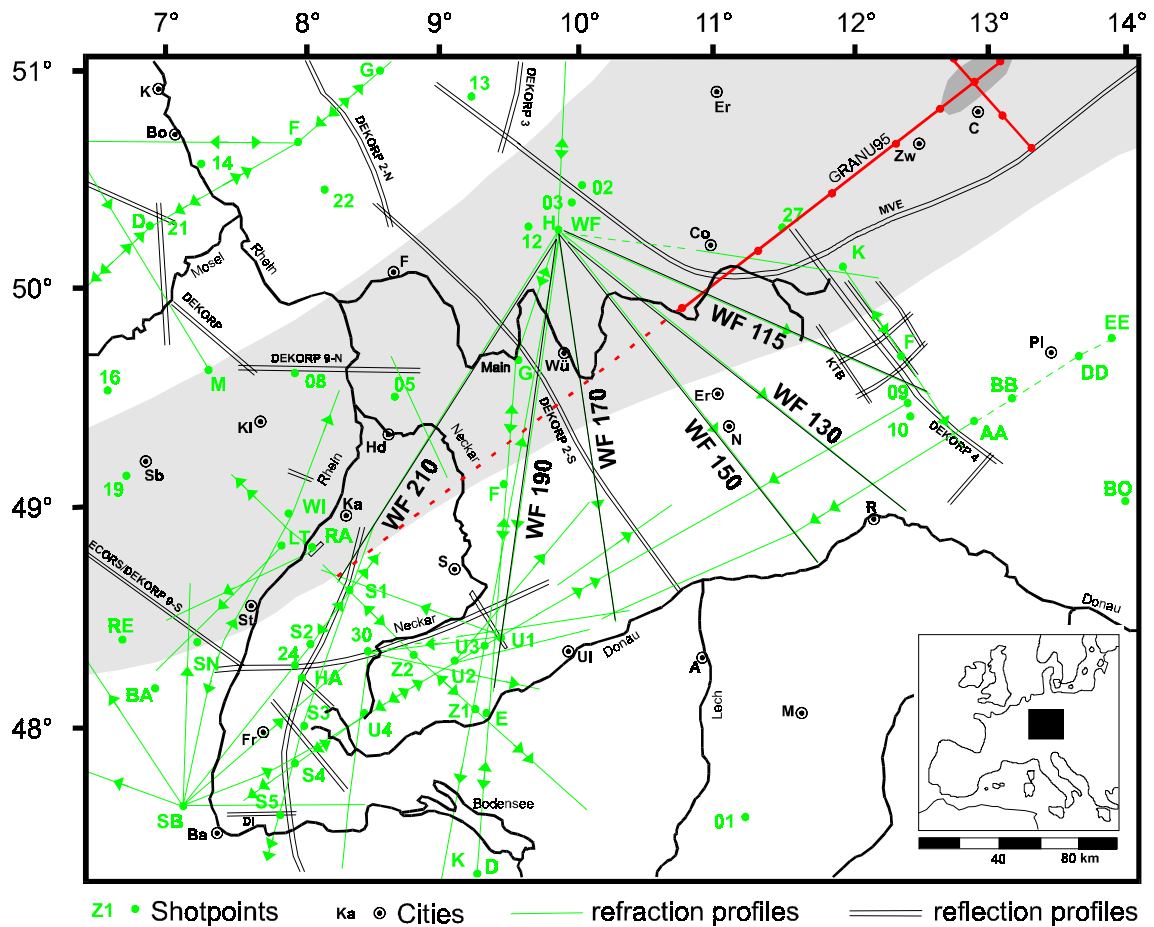 7° 8° 9° 10° 11° 12° 13° 14°
51°
50°
49°
48°
G
K
Bo
F
14
22
D
21
Mosel
Rhein
DEKORP 2-N
13
DEKORP 3
Er
C
Zw
GRANU95
MVE
02
03
H WF
12
27
Co
K
F
DEKORP
DEKORP 9-N
M
08
05
16
Kl
Hd
Main
Wü
G
Neckar
DEKORP 2-S
WF 115
WF 130
WF 150
WF 170
WF 190
WF 210
Er
N
KTB
F
09
10
DEKORP 4
Pl
EE
DD
BB
AA
BO
R
Sb
19
Rhein
WI
Ka
LT
RA
F
S
ECORS/DEKORP 9-S
St
RE
SN
BA
S1
S2
30
24
HA
Neckar
U3
U1
U2
Z2
Ul
Donau
Donau
A
Lech
M
S3
Fr
U4
Z1
E
S4
S5
SB
DI
Ba
Bodensee
K
D
01
40 80 km
Z1 Shotpoints Ka Cities refraction profiles reflection profiles